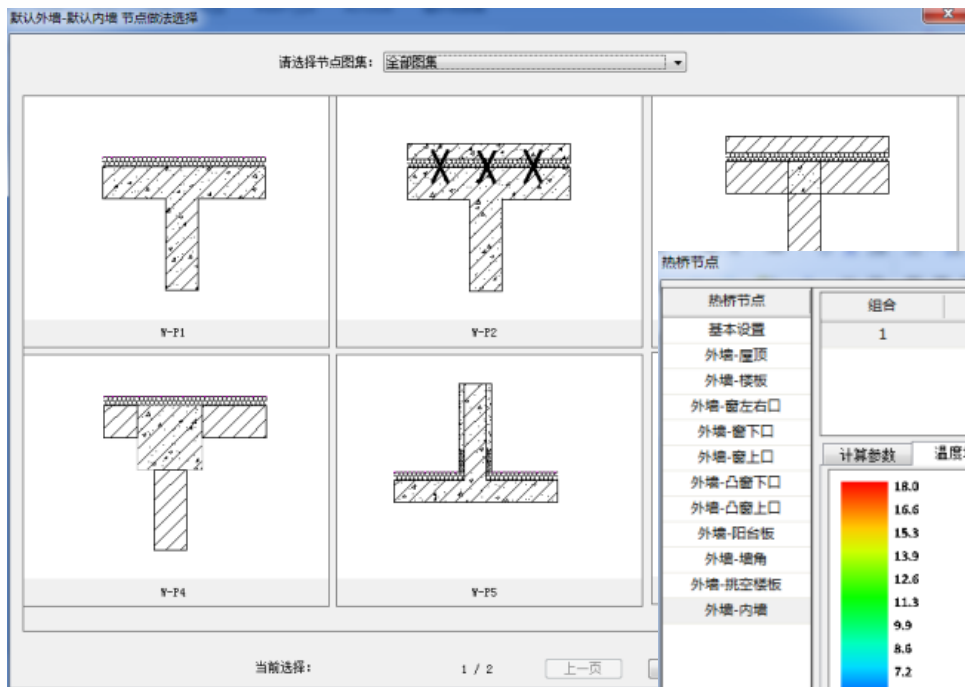 默认外墙-默认内墙 节点做法选择
请选择节点图集: 全部图集
W-P1
W-P2
W-P4
W-P5
当前选择:
1 / 2
上一页
热桥节点
热桥节点
基本设置
外墙-屋顶
外墙-楼板
外墙-窗左右口
外墙-窗下口
外墙-窗上口
外墙-凸窗下口
外墙-凸窗上口
外墙-阳台板
外墙-墙角
外墙-挑空楼板
外墙-内墙
组合
1
计算参数
温度
18.0
16.6
15.3
13.9
12.6
11.3
9.9
8.6
7.2